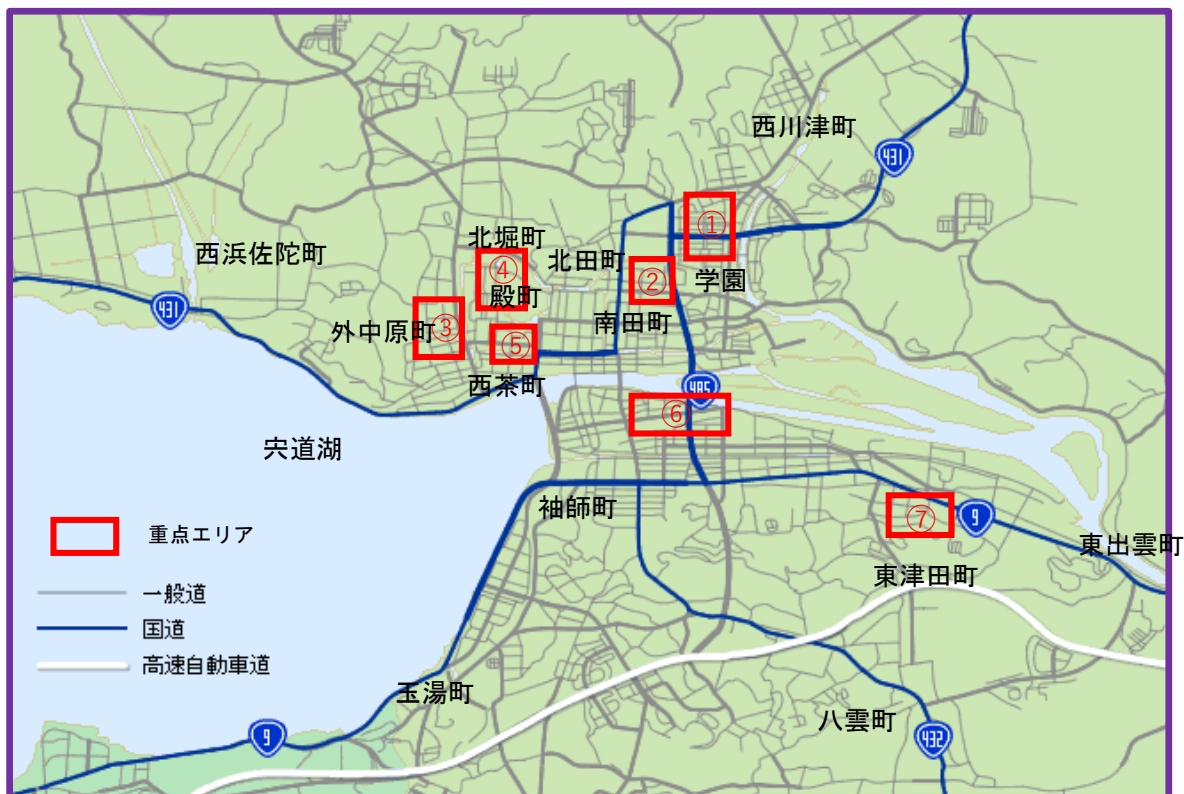 西川津町
431
①
北堀町
西浜佐陀町
④
北田町
②
学園
殿町
431
外中原町
③
南田町
⑤
西茶町
485
⑥
宍道湖
袖師町
⑦
9
重点エリア
東出雲町
東津田町
一般道
国道
高速自動車道
玉湯町
八雲町
9
432